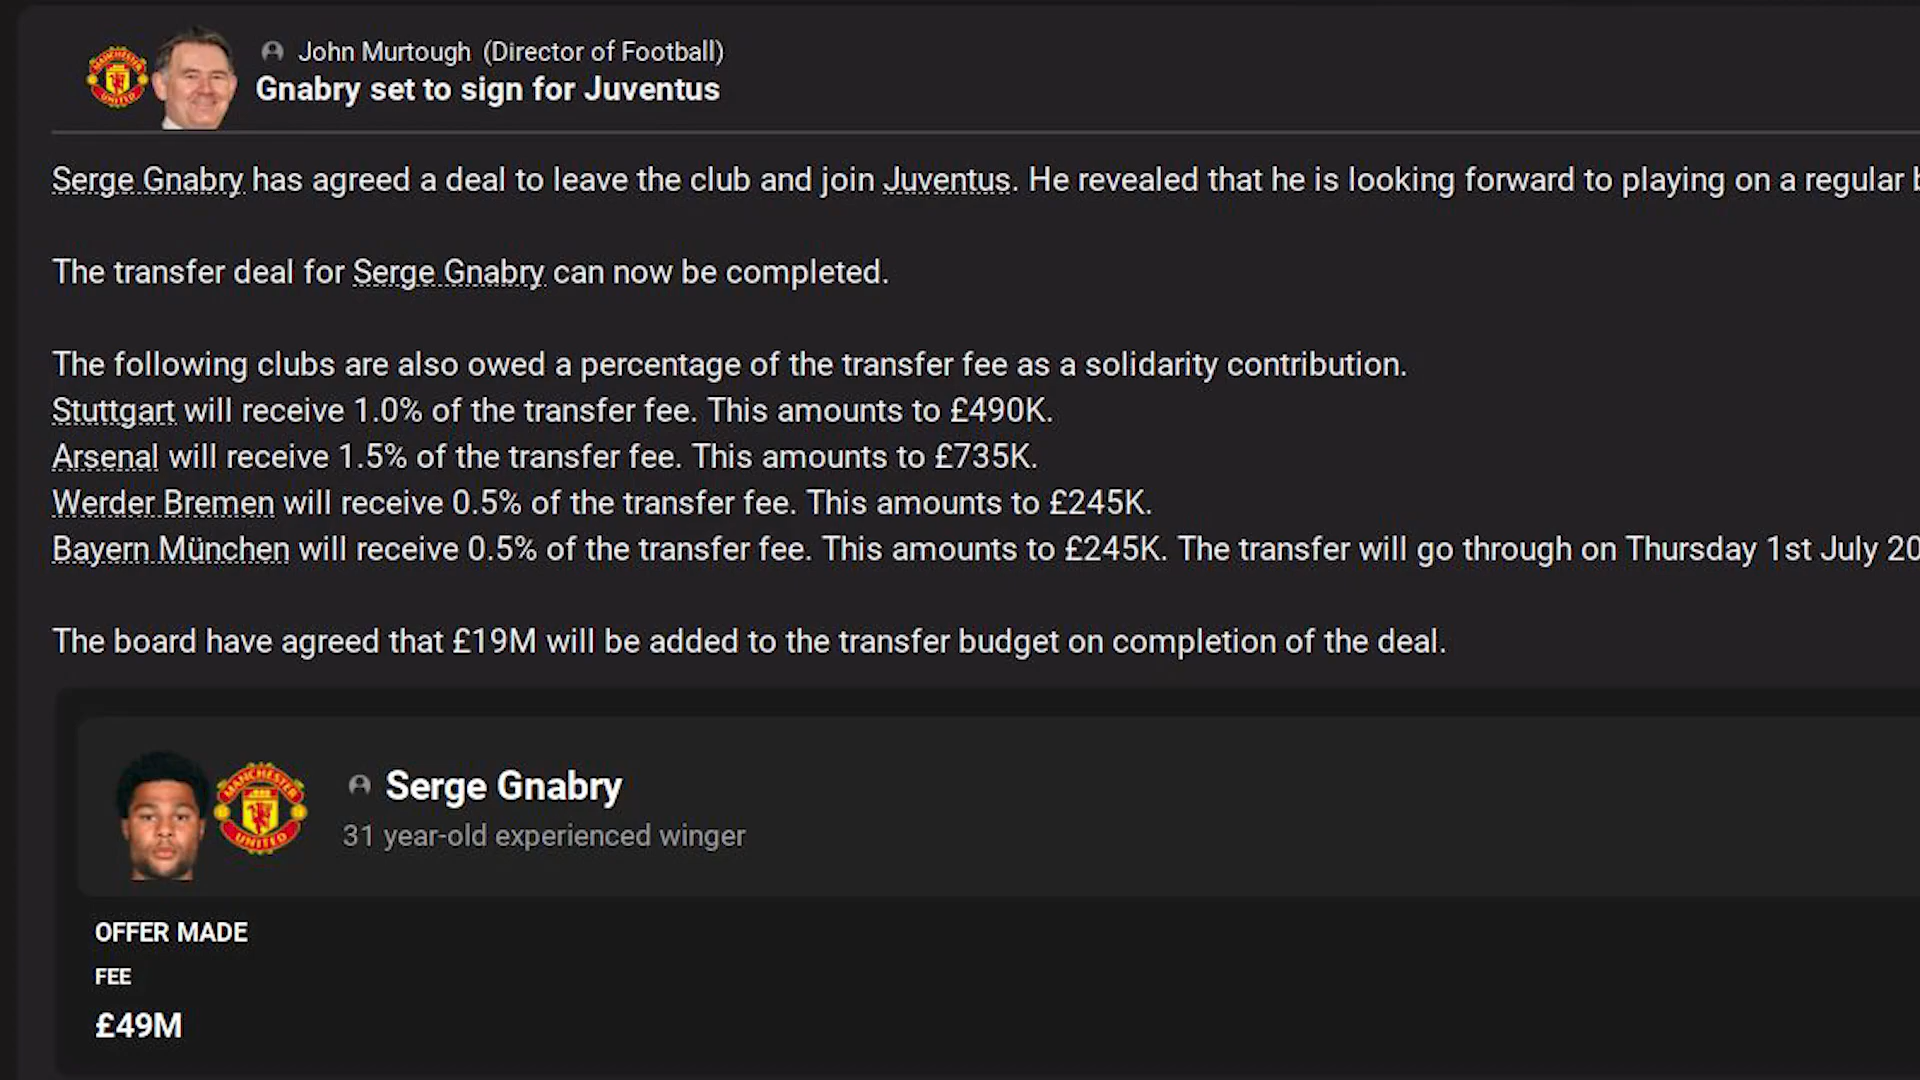 John Murtough (Director of Football)
Gnabry set to sign for Juventus
Serge Gnabry has agreed a deal to leave the club and join Juventus. He revealed that he is looking forward to playing on a regular
The transfer deal for Serge Gnabry can now be completed.
The following clubs are also owed a percentage of the transfer fee as a solidarity contribution.
Stuttgart will receive 1.0% of the transfer fee. This amounts to £490K.
Arsenal will receive 1.5% of the transfer fee. This amounts to £735K.
Werder Bremen will receive 0.5% of the transfer fee. This amounts to £245K.
Bayern München will receive 0.5% of the transfer fee. This amounts to £245K. The transfer will go through on Thursday 1st July 20
The board have agreed that £19M will be added to the transfer budget on completion of the deal.
MANCHESTER
UNITED
Serge Gnabry
31 year-old experienced winger
OFFER MADE
FEE
£49M